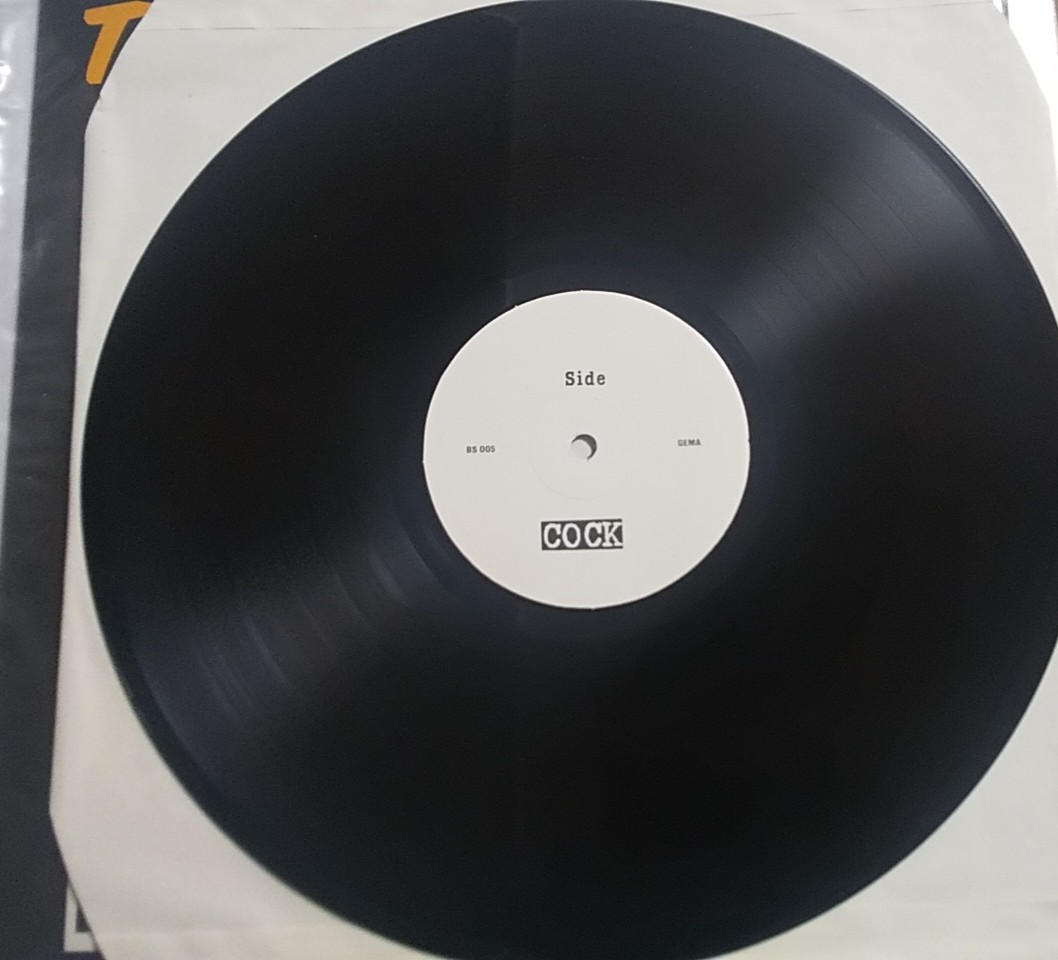 T
Side
BS 005
GEMA
COCK